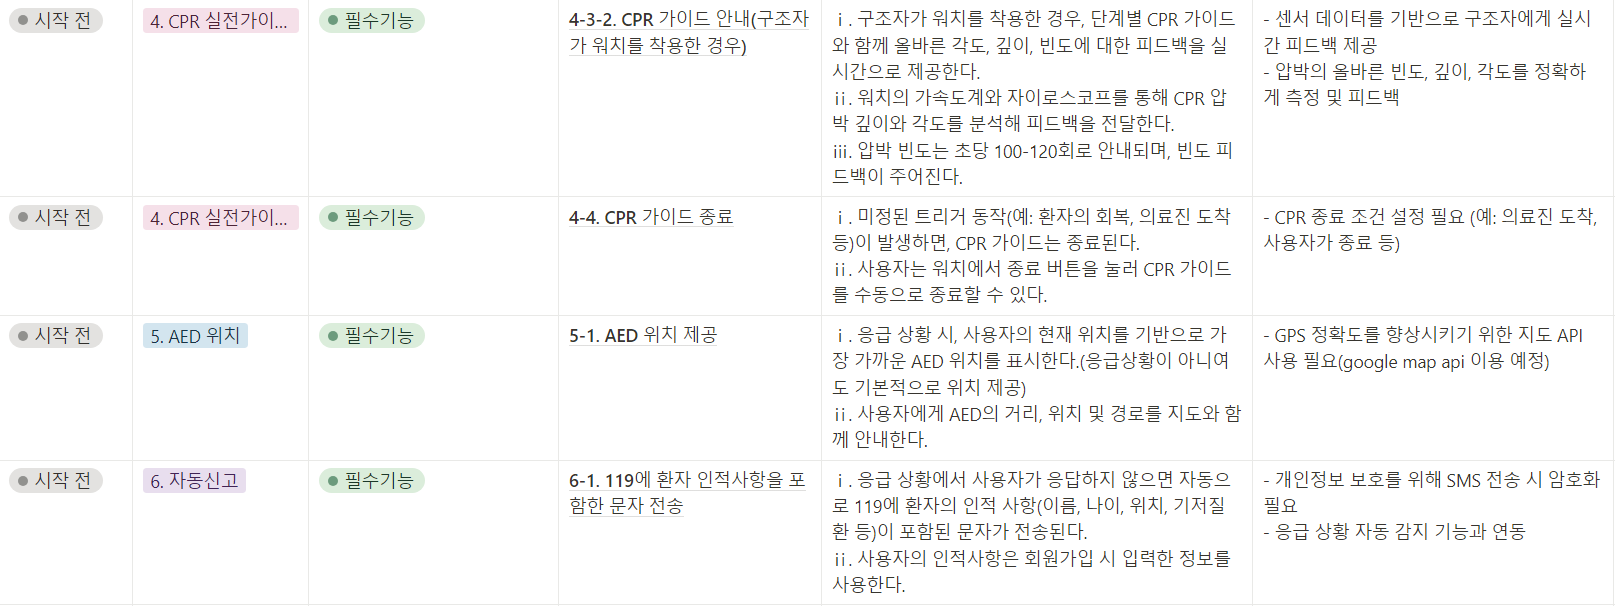 시작 전
4. CPR 실전가이...
필수기능
4-3-2. CPR 가이드 안내(구조자
가 워치를 착용한 경우)
ⅰ. 구조자가 워치를 착용한 경우, 단계별 CPR 가이드
와 함께 올바른 각도, 깊이, 빈도에 대한 피드백을 실
시간으로 제공한다.
ⅱ. 워치의 가속도계와 자이로스코프를 통해 CPR 압
박 깊이와 각도를 분석해 피드백을 전달한다.
ⅲ. 압박 빈도는 초당 100-120회로 안내되며, 빈도 피
드백이 주어진다.
- 센서 데이터를 기반으로 구조자에게 실시
간 피드백 제공
- 압박의 올바른 빈도, 깊이, 각도를 정확하
게 측정 및 피드백
시작 전
4. CPR 실전가이...
필수기능
4-4. CPR 가이드 종료
ⅰ. 미정된 트리거 동작(예: 환자의 회복, 의료진 도착
등)이 발생하면, CPR 가이드는 종료된다.
ⅱ. 사용자는 워치에서 종료 버튼을 눌러 CPR 가이드
를 수동으로 종료할 수 있다.
- CPR 종료 조건 설정 필요 (예: 의료진 도착,
사용자가 종료 등)
시작 전
5. AED 위치
필수기능
5-1. AED 위치 제공
ⅰ. 응급 상황 시, 사용자의 현재 위치를 기반으로 가
장 가까운 AED 위치를 표시한다.(응급상황이 아니여
도 기본적으로 위치 제공)
ⅱ. 사용자에게 AED의 거리, 위치 및 경로를 지도와 함
께 안내한다.
- GPS 정확도를 향상시키기 위한 지도 API
사용 필요(google map api 이용 예정)
시작 전
6. 자동신고
필수기능
6-1. 119에 환자 인적사항을 포
함한 문자 전송
ⅰ. 응급 상황에서 사용자가 응답하지 않으면 자동으
로 119에 환자의 인적 사항(이름, 나이, 위치, 기저질
환 등)이 포함된 문자가 전송된다.
ⅱ. 사용자의 인적사항은 회원가입 시 입력한 정보를
사용한다.
- 개인정보 보호를 위해 SMS 전송 시 암호화
필요
- 응급 상황 자동 감지 기능과 연동